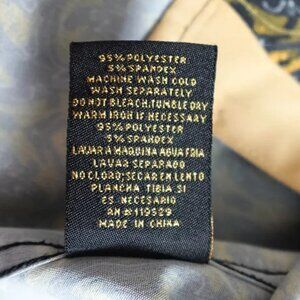 95% POLYESTER
5% SPANDEX
MACHINE WASH COLD
WASH SEPARATELY
DO NOT BLEACH:TUMBLE DRY
WARM IRON IF NECESSARY
95% POLYESTER
5% SPANDEX
LAVAR A MAQUINA AGUA FRIA
LAVAR SEPARADO
NO CLORO; SECAR EN LENTO
PLANCHA TIBIA SI
ES NECESARIO
RN#119529
MADE IN CHINA